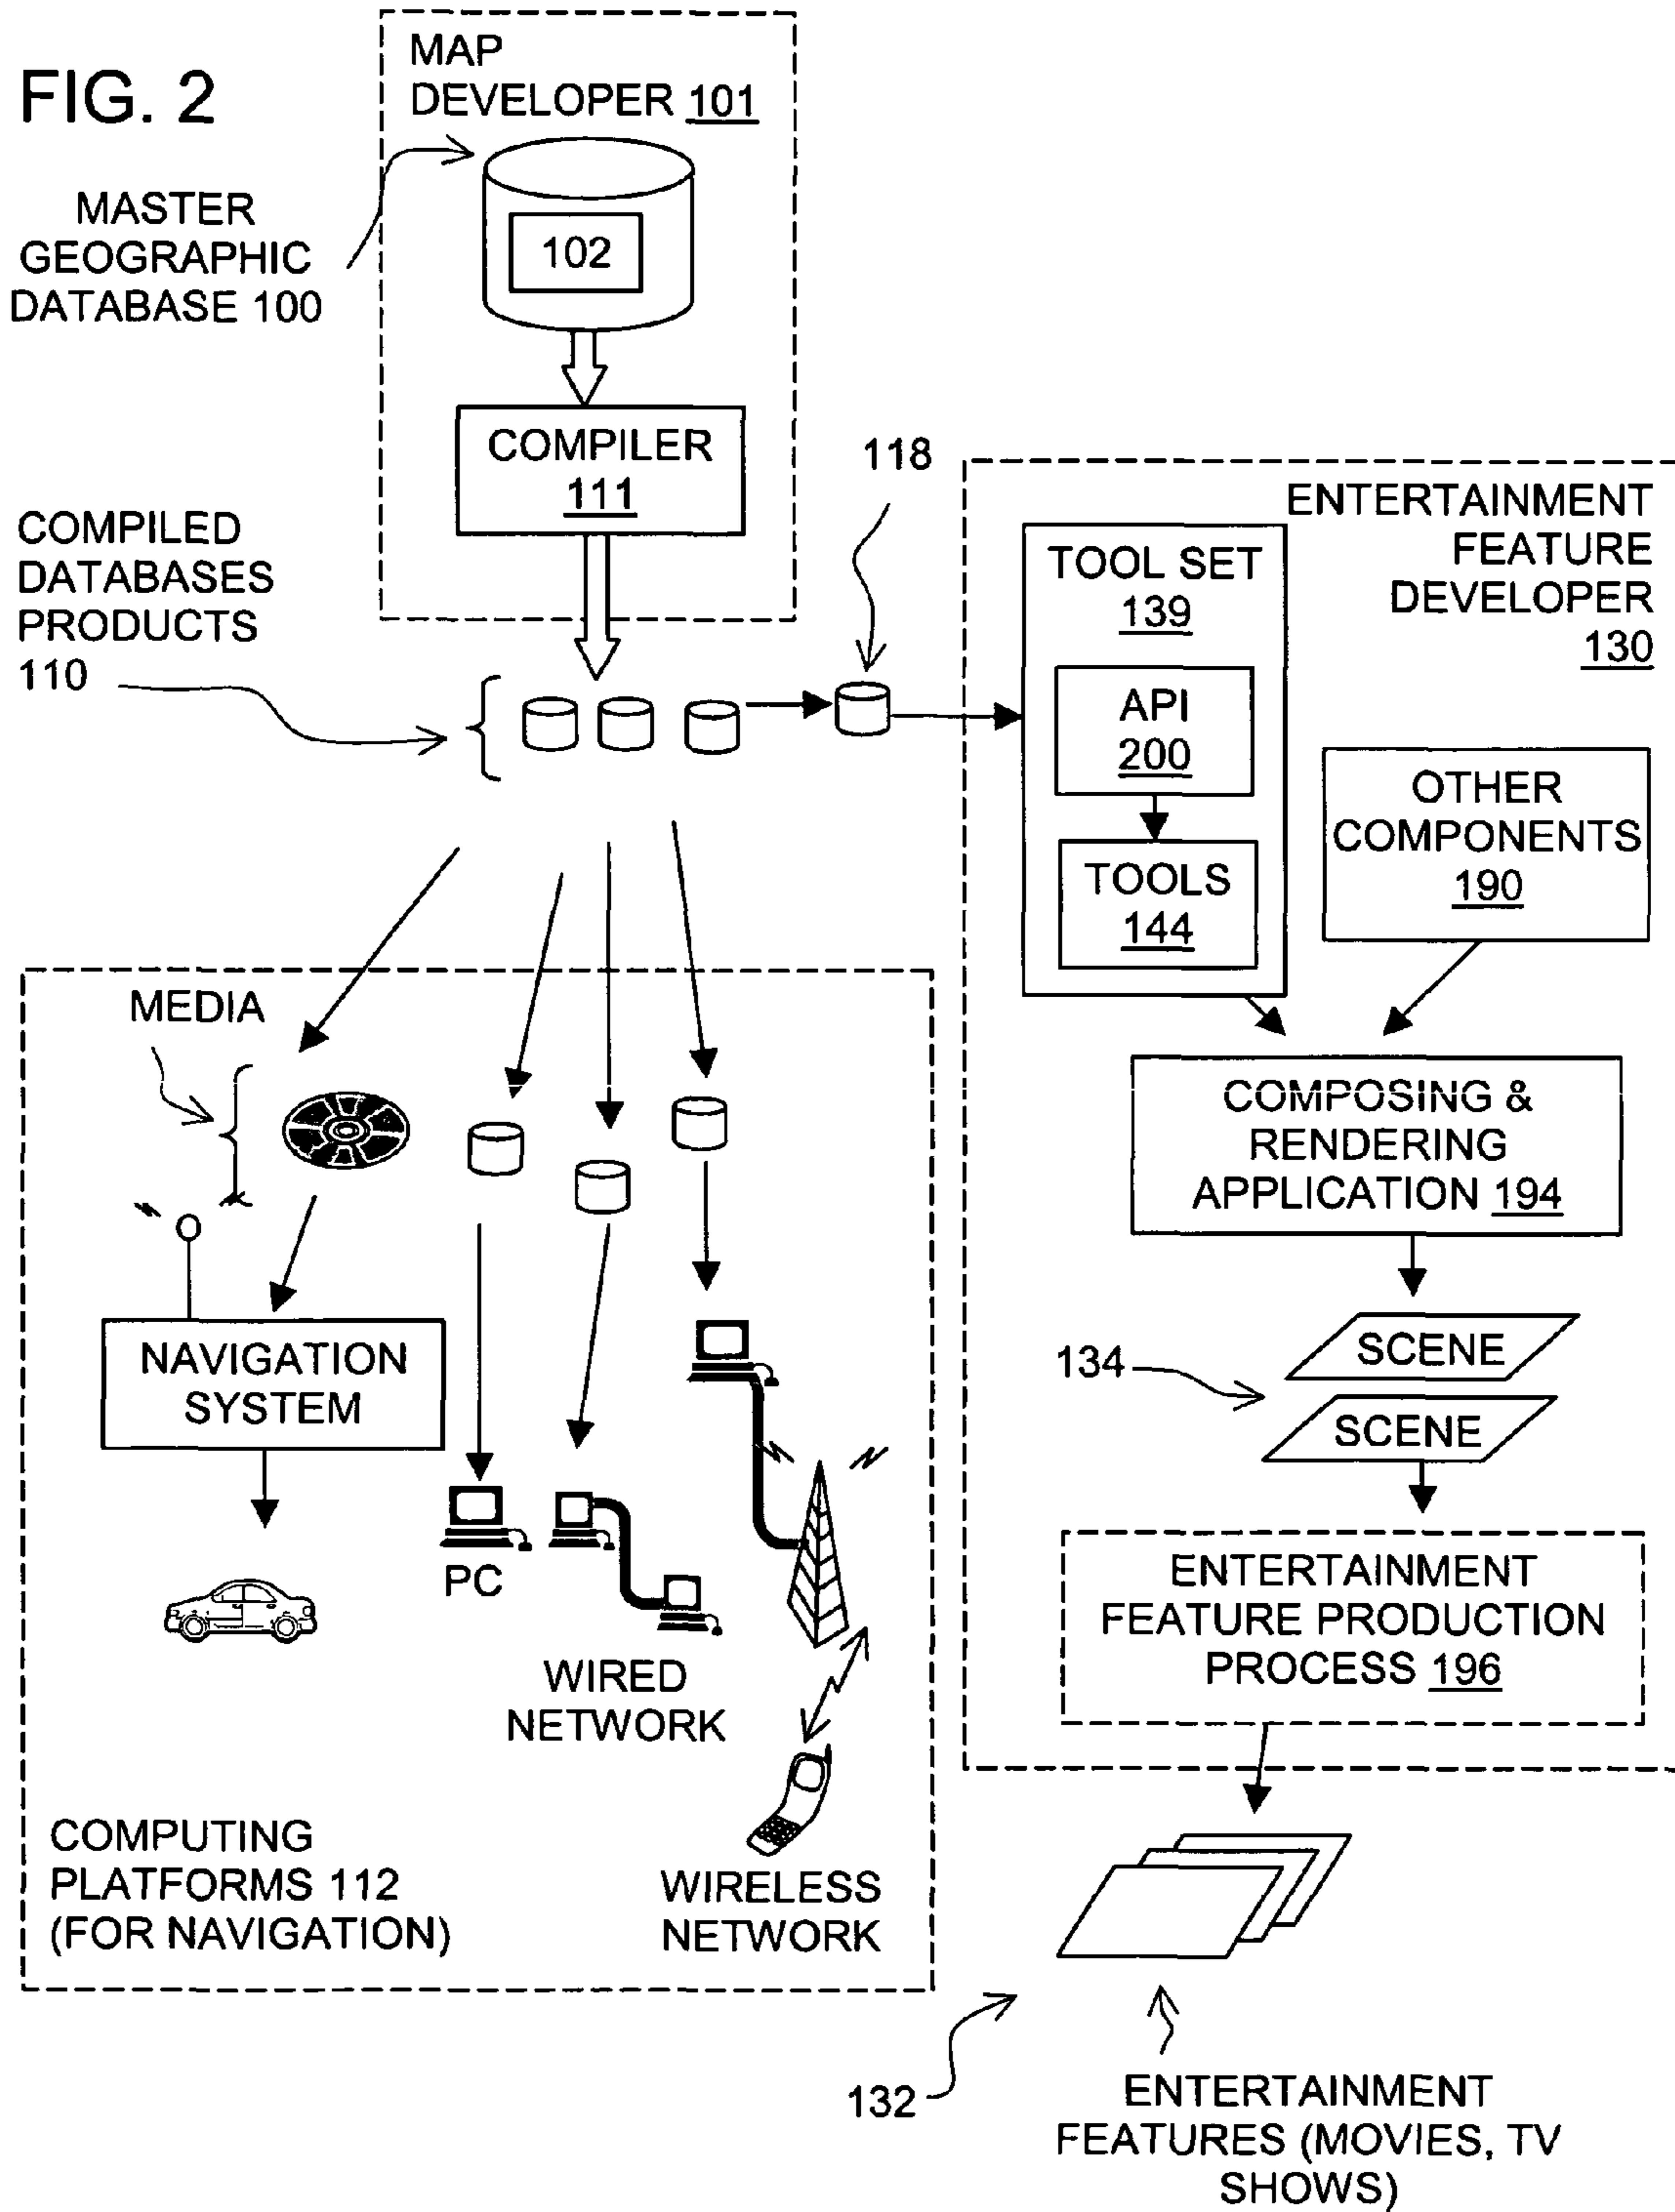 FIG. 2
MAP
DEVELOPER 101
MASTER
GEOGRAPHIC
DATABASE 100
102
COMPILER
111
COMPILED
DATABASES
PRODUCTS
110
118
ENTERTAINMENT
FEATURE
DEVELOPER
130
TOOL SET
139
API
200
TOOLS
144
OTHER
COMPONENTS
190
COMPOSING &
RENDERING
APPLICATION 194
134
SCENE
SCENE
ENTERTAINMENT
FEATURE PRODUCTION
PROCESS 196
MEDIA
NAVIGATION
SYSTEM
PC
WIRED
NETWORK
WIRELESS
NETWORK
COMPUTING
PLATFORMS 112
(FOR NAVIGATION)
132
ENTERTAINMENT
FEATURES (MOVIES, TV
SHOWS)